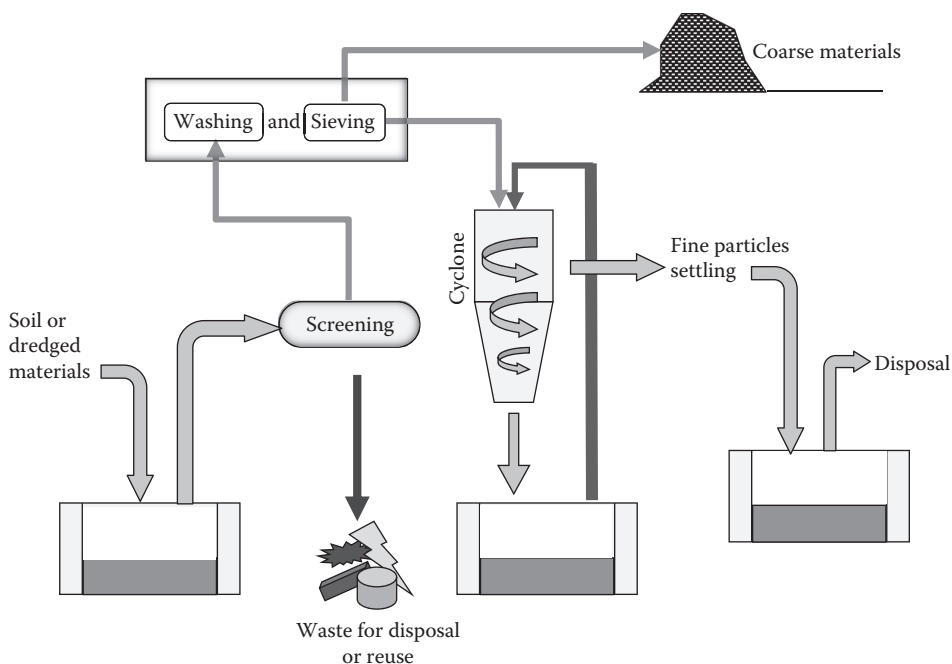 Coarse materials
Washing and Sieving
Cyclone
Fine particles
settling
Soil or
dredged
materials
Screening
Disposal
Waste for disposal
or reuse